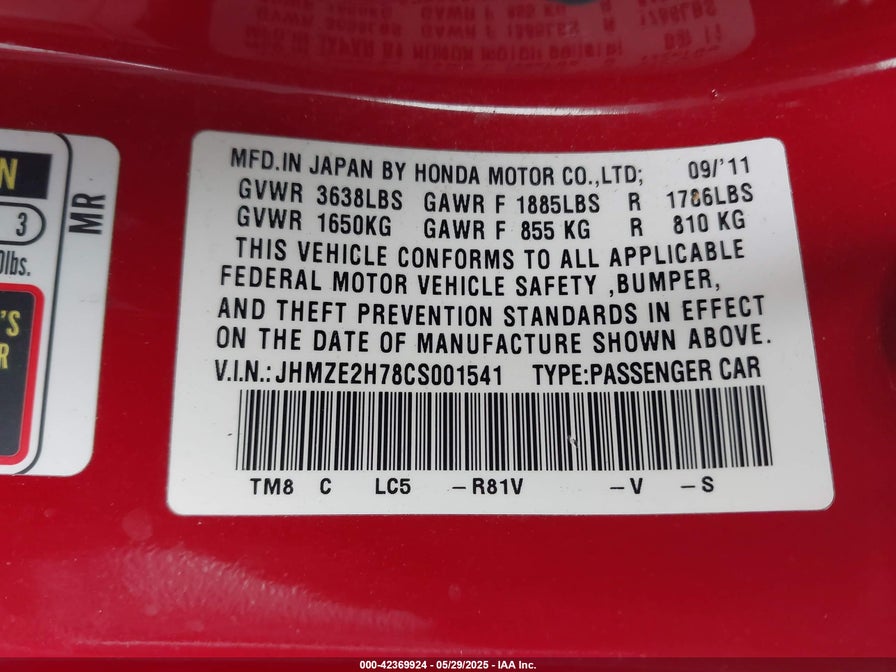 MFD.IN JAPAN BY HONDA MOTOR CO.,LTD; 09/'11
GVWR 3638LBS GAWR F 1885LBS R 1786LBS
GVWR 1650KG GAWR F 855 KG R 810 KG
THIS VEHICLE CONFORMS TO ALL APPLICABLE
FEDERAL MOTOR VEHICLE SAFETY ,BUMPER,
AND THEFT PREVENTION STANDARDS IN EFFECT
ON THE DATE OF MANUFACTURE SHOWN ABOVE.
V.I.N.: JHMZE2H78CS001541 TYPE:PASSENGER CAR
TM8 C LC5 –R81V –V –S
MR
3
lbs.
'S
000-42369924 - 05/29/2025 - IAA Inc.